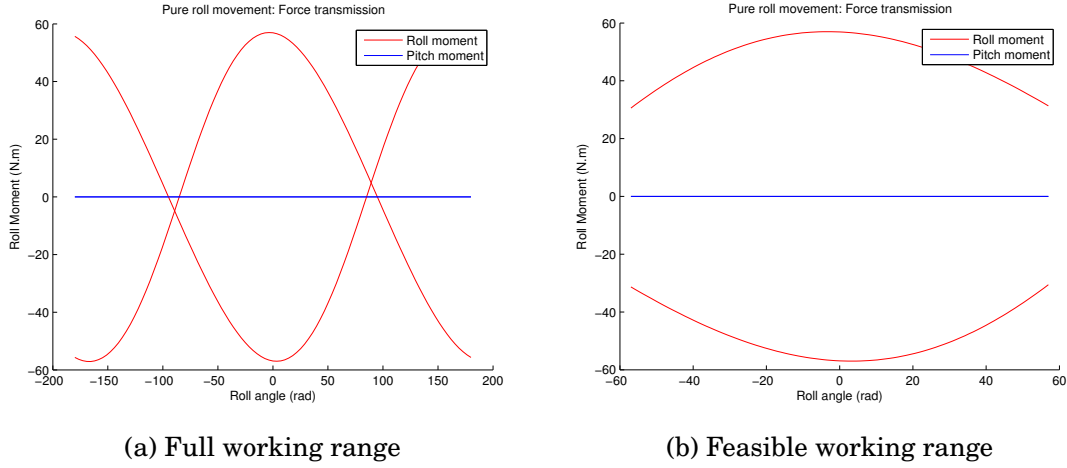 Pure roll movement: Force transmission
60
40
20
0
−20
−40
−60
−200
−150
−100
−50
0
50
100
150
200
Roll Moment (N.m)
Roll angle (rad)
Roll moment
Pitch moment
(a) Full working range
Pure roll movement: Force transmission
60
40
20
0
−20
−40
−60
−60
−40
−20
0
20
40
60
Roll Moment (N.m)
Roll angle (rad)
Roll moment
Pitch moment
(b) Feasible working range